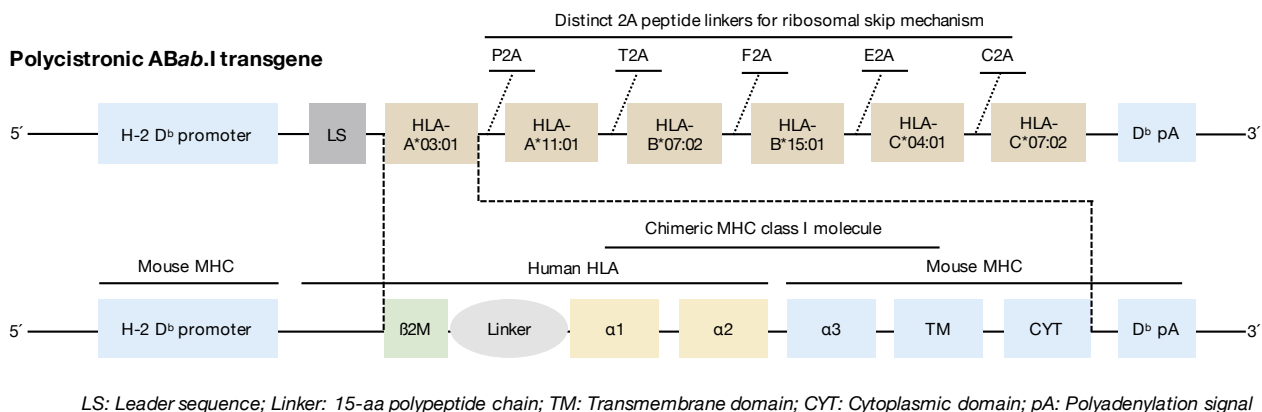 Distinct 2A peptide linkers for ribosomal skip mechanism
Polycistronic ABab.I transgene
P2A T2A F2A E2A C2A
5′ H-2 Dᵇ promoter LS HLA-A*03:01 HLA-A*11:01 HLA-B*07:02 HLA-B*15:01 HLA-C*04:01 HLA-C*07:02 Dᵇ pA 3′
Chimeric MHC class I molecule
Mouse MHC Human HLA Mouse MHC
5′ H-2 Dᵇ promoter ß2M Linker α1 α2 α3 TM CYT Dᵇ pA 3′
LS: Leader sequence; Linker: 15-aa polypeptide chain; TM: Transmembrane domain; CYT: Cytoplasmic domain; pA: Polyadenylation signal